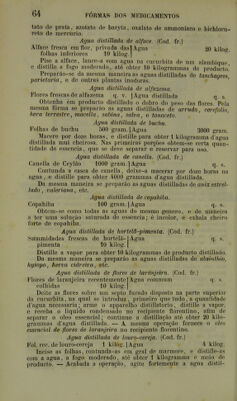 64 FÓRMAS DOS MEDICAMENTOS
tato de prata, azotato de baryta, oxalato de ammoniaco e bichloru-
reto de mercurio.
Agua distillada de alface (Cod. fr.)
Alface fresca em flor, privada das folhas inferiores 10 kilog. | Agua 20 kilog.
Pise a alface, lance-a com agua na cucurbita de um alambique,
e distille a fogo moderado, até obter 10 kilogrammas de producto.
Preparão-se da mesma maneira as aguas distilladas de tanchagem,
parietaria, e de outras plantas inodoras.
Agua distillada de alfazema.
Flores frescas de alfazema q. v. | Agua distillada q. s.
Obtenha em producto distillado o dobro do peso das flores. Pela
mesma fórma se preparão as aguas distilladas de arruda, cerefolio,
hera terrestre, macella, sabina, salva, e tanaceto.
Agua distillada de buchu.
Folhas de buchu 500 gram. | Agua 3000 gram.
Macere por doze horas, e distille para obter 1 kilogramma d'agua
distillada mui cheirosa. Nas primeiras porções obtem-se certa quan-
tidade de essencia, que se deve separar e reservar para uso.
Agua distillada de canella. (Cod. fr.)
Canella de Ceylão 1000 gram. | Agua q. s.
Contunda a casca de canella, deixe-a macerar por doze horas na
agua, e distille para obter 4000 grammas d'agua distillada.
Da mesma maneira se preparão as aguas distilladas de anis estrel-
lado, valeriana, etc.
Agua distillada de copahiba.
Copahiba 100 gram. | Agua q. s.
Obtem-se como todas as aguas do mesmo genero, e de maneira
a ter uma solução saturada de essencia; é incolor, e exhala cheiro
forte de copahiba.
Agua distillada de hortelã-pimenta. (Cod. fr.)
Summidades frescas de hortelã-pimenta 10 kilog. | Agua q. s.
Distille a vapor para obter 10 kilogrammas de producto distillado.
Da mesma maneira se preparão as aguas distilladas de absinthio,
hysopo, herva cidreira, etc.
Agua distillada de flores de laranjeira. (Cod. fr.)
Flores de laranjeira recentemente colhidas 10 kilog. | Agua commum q. s.
Deite as flores sobre um septo furado disposto na parte superior
da cucurbita, na qual se introduz, primeiro que tudo, a quantidade
d'agua necessaria; arme o apparelho distillatorio, distille a vapor,
e receba o liquido condensado no recipiente florentino, afim de
separar o oleo essencial; continue a distillação até obter 20 kilo-
grammas d'agua distillada. — A mesma operação fornece o oleo
essencial de flores de laranjeira no recipiente florentino.
Agua distillada de louro-cereja. (Cod. fr.)
Fol. rec. de louro-cereja 1 kilog. | Agua 4 kilog.
Incise as folhas, contunda-as em gral de marmore, e distille-as
com a agua, a fogo moderado, até obter 1 kilogramma e meio de
producto. — Acabada a operação, agite fortemente a agua distil-